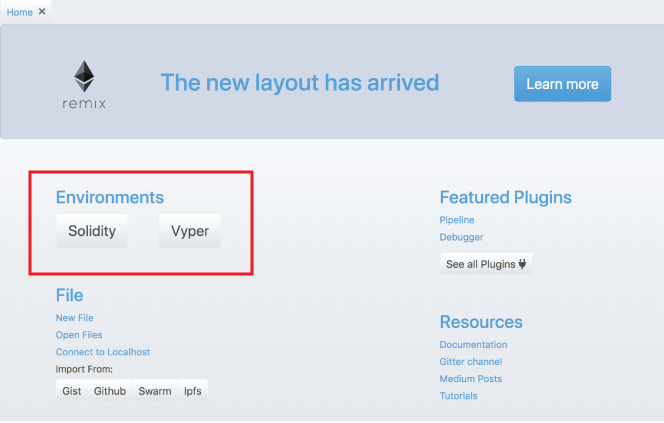 Home ✖
remix
The new layout has arrived
Learn more
Environments
Solidity
Vyper
File
New File
Open Files
Connect to Localhost
Import From:
Gist Github Swarm Ipfs
Featured Plugins
Pipeline
Debugger
See all Plugins
Resources
Documentation
Gitter channel
Medium Posts
Tutorials